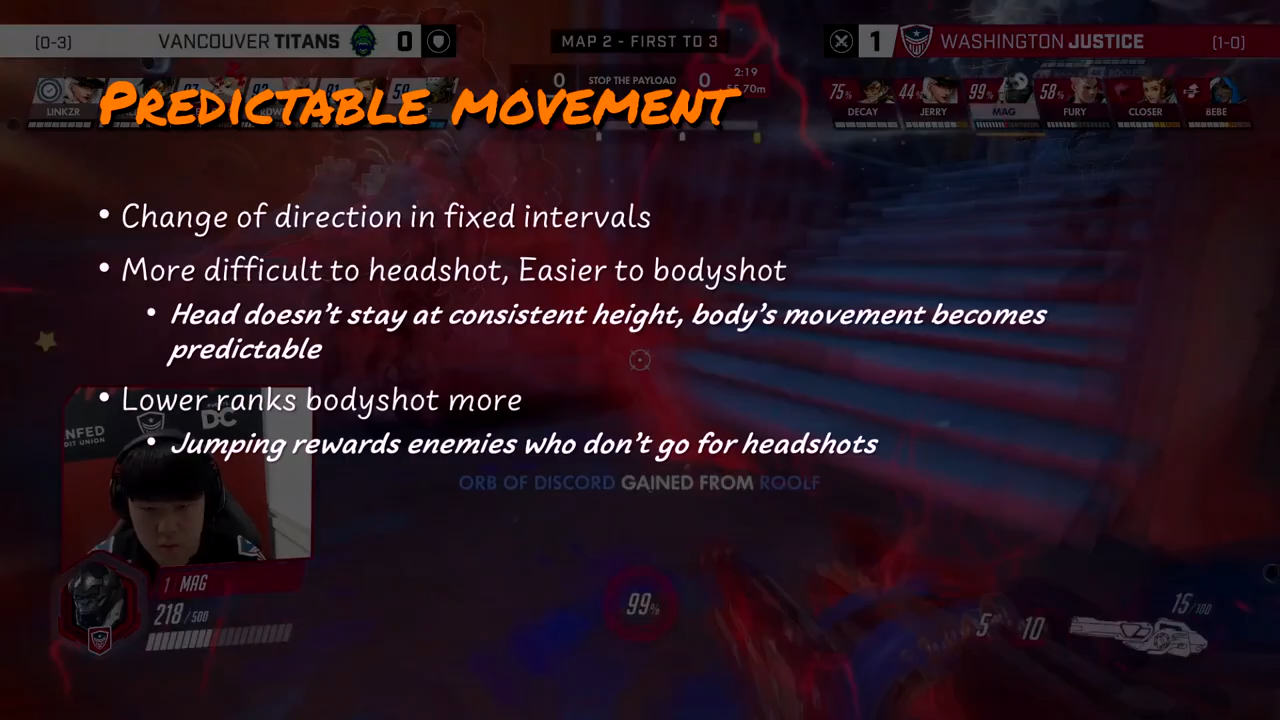 [0-3] VANCOUVER TITANS 0
MAP 2 - FIRST TO 3
1 WASHINGTON JUSTICE [1-0]
0 STOP THE PAYLOAD 0 2:19
70m
LINKZR
75% 44% 99% 58%
DECAY JERRY MAG FURY CLOSER BEBE
Predictable movement
• Change of direction in fixed intervals
• More difficult to headshot, Easier to bodyshot
• Head doesn’t stay at consistent height, body’s movement becomes
predictable
• Lower ranks bodyshot more
• Jumping rewards enemies who don’t go for headshots
DC
ORB OF DISCORD GAINED FROM ROOLF
1 MAG
218 / 500
99%
5 10
15/100